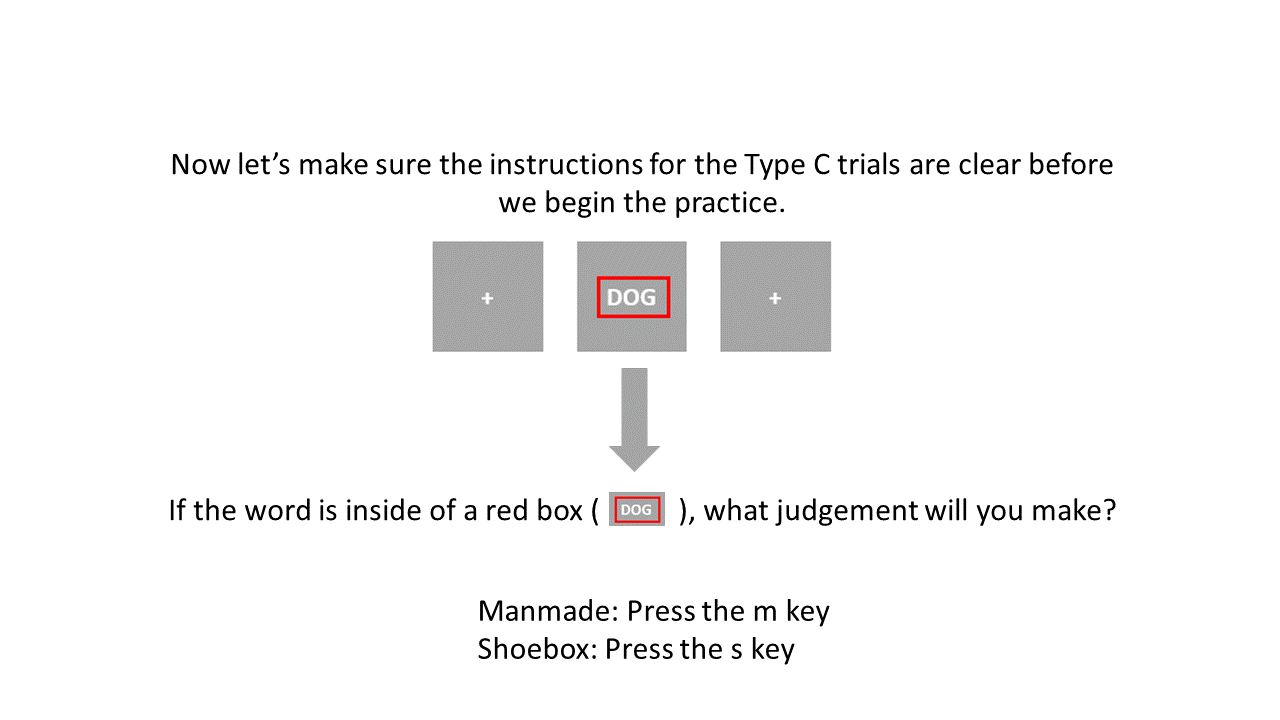 Now let’s make sure the instructions for the Type C trials are clear before
we begin the practice.
+ DOG +
If the word is inside of a red box ( DOG ), what judgement will you make?
Manmade: Press the m key
Shoebox: Press the s key